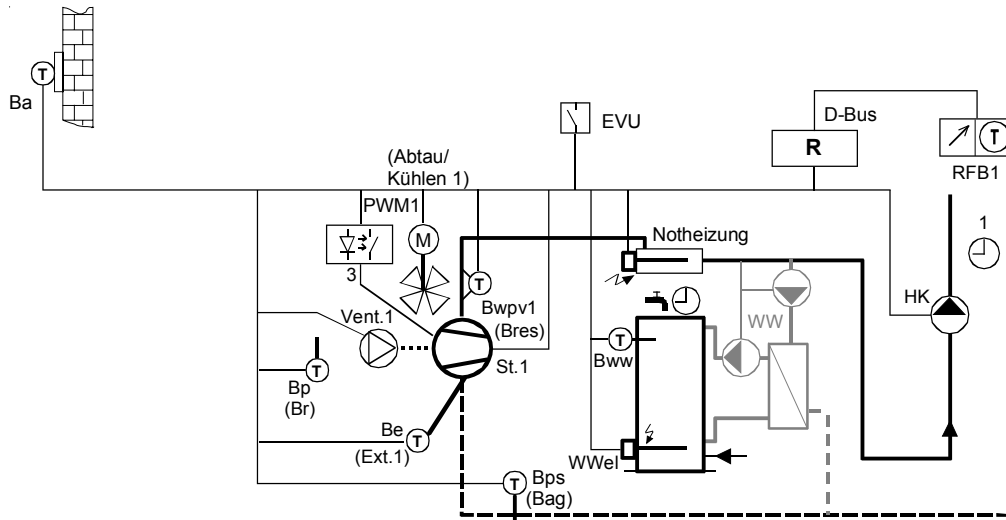 T
Ba
EVU
D-Bus
R
T
RFB1
(Abtau/
Kühlen 1)
PWM1
M
3
T
Bwpv1
(Bres)
Notheizung
1
HK
WW
Vent.1
St.1
T
Bww
T
Bp
(Br)
Be
T
(Ext.1)
WWel
T
Bps
(Bag)